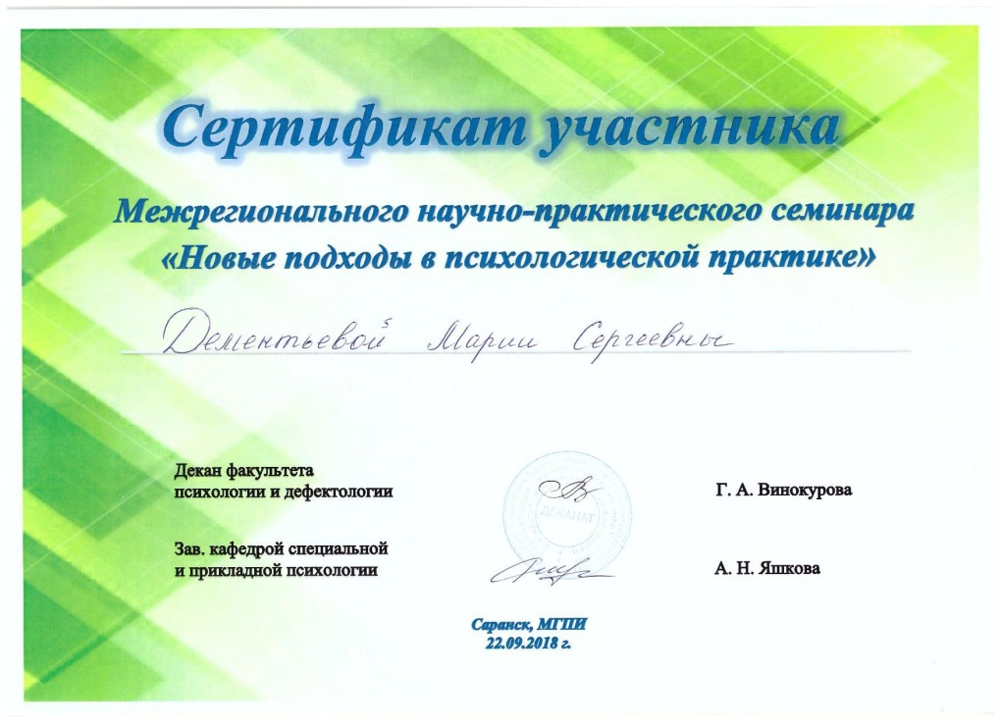 Сертификат участника
Межрегионального научно-практического семинара
«Новые подходы в психологической практике»
Дементьевой Марии Сергеевны
Декан факультета
психологии и дефектологии
Г. А. Винокурова
ДЕКАНАТ
Зав. кафедрой специальной
и прикладной психологии
А. Н. Яшкова
Саранск, МГПИ
22.09.2018 г.